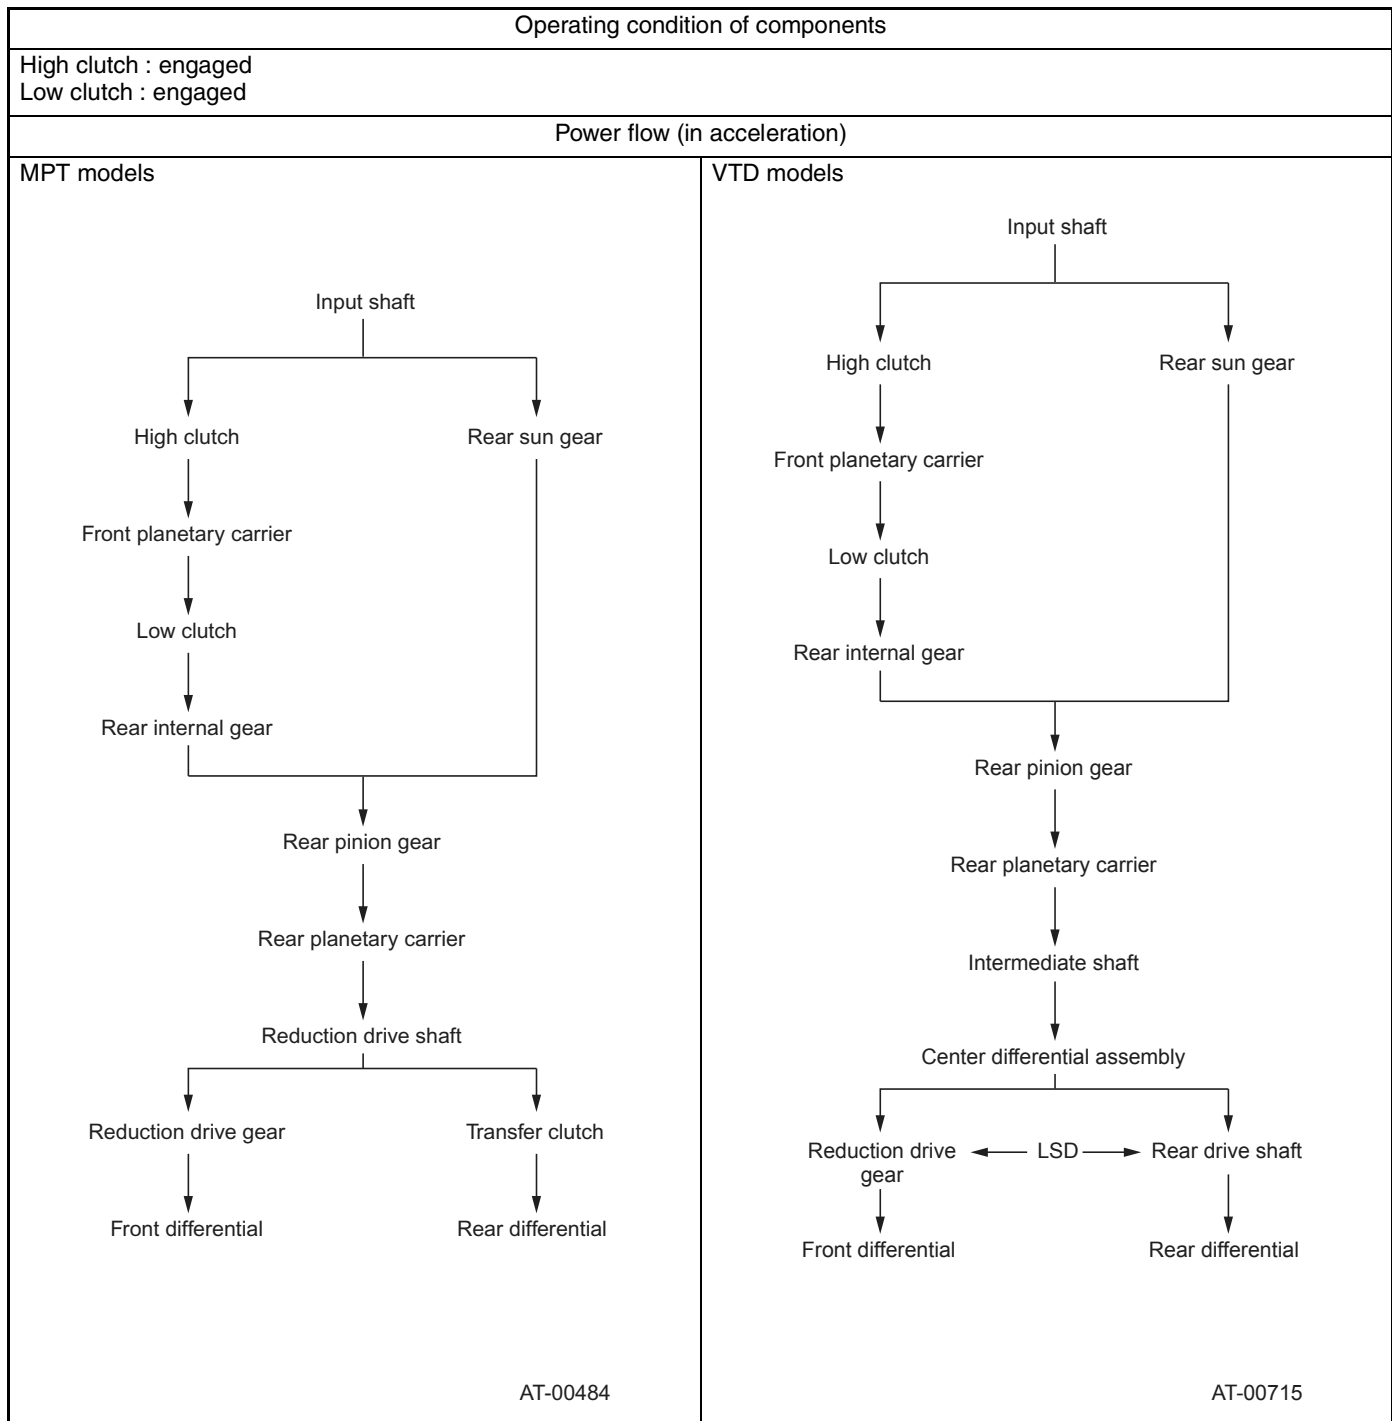 Operating condition of components
High clutch : engaged
Low clutch : engaged
Power flow (in acceleration)
MPT models
Input shaft
High clutch
Rear sun gear
Front planetary carrier
Low clutch
Rear internal gear
Rear pinion gear
Rear planetary carrier
Reduction drive shaft
Reduction drive gear
Transfer clutch
Front differential
Rear differential
AT-00484
VTD models
Input shaft
High clutch
Rear sun gear
Front planetary carrier
Low clutch
Rear internal gear
Rear pinion gear
Rear planetary carrier
Intermediate shaft
Center differential assembly
Reduction drive
gear
LSD
Rear drive shaft
Front differential
Rear differential
AT-00715